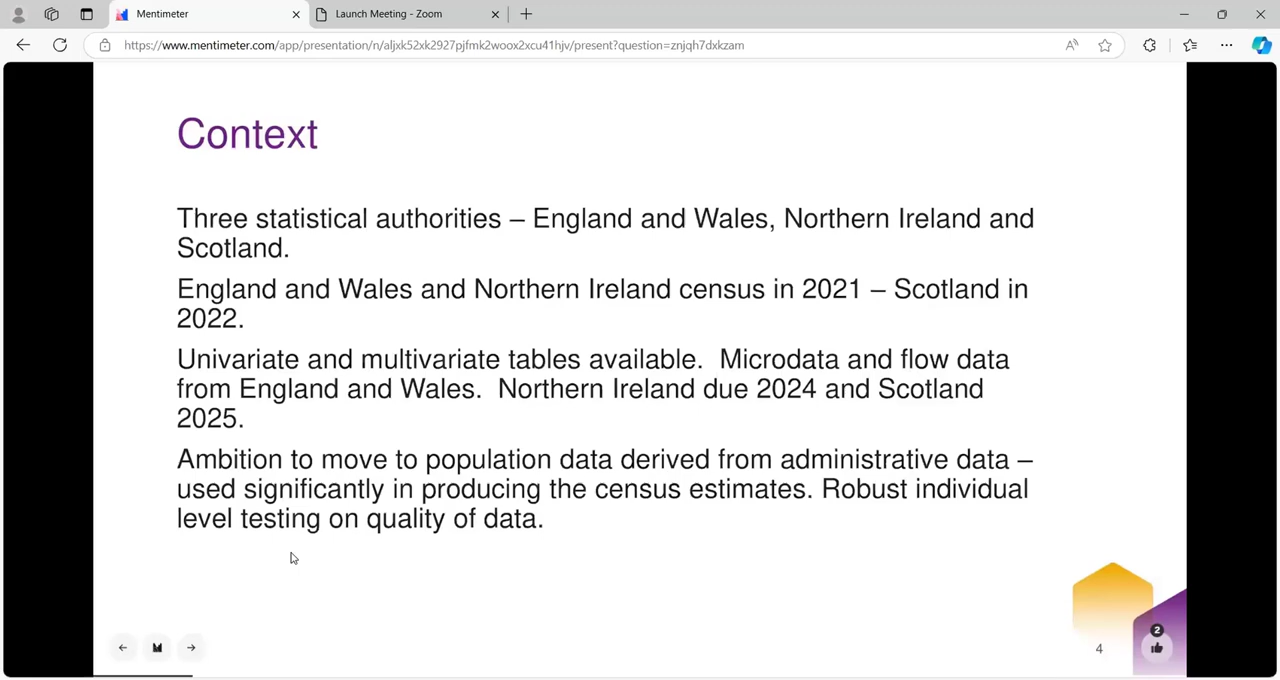 Mentimeter
Launch Meeting - Zoom
https://www.mentimeter.com/app/presentation/n/aljxk52xk2927pjfmk2woox2xcu41hjv/present?question=znjqh7dxkzam
Context
Three statistical authorities – England and Wales, Northern Ireland and
Scotland.
England and Wales and Northern Ireland census in 2021 – Scotland in
2022.
Univariate and multivariate tables available.  Microdata and flow data
from England and Wales.  Northern Ireland due 2024 and Scotland
2025.
Ambition to move to population data derived from administrative data –
used significantly in producing the census estimates. Robust individual
level testing on quality of data.
2
4